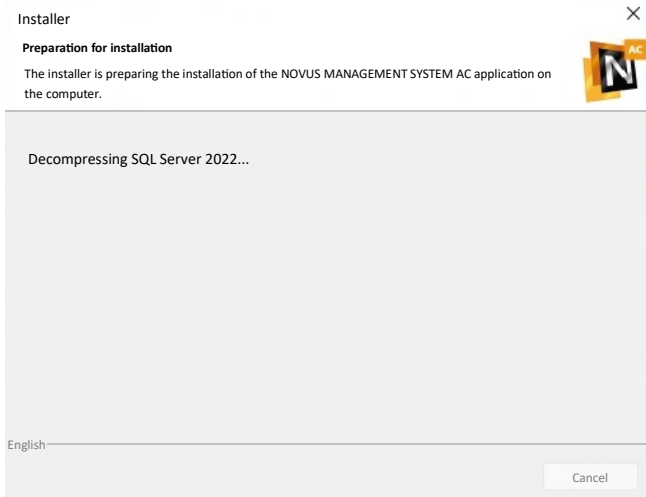 Installer
Preparation for installation
The installer is preparing the installation of the NOVUS MANAGEMENT SYSTEM AC application on
the computer.
AC
N
Decompressing SQL Server 2022...
English
Cancel